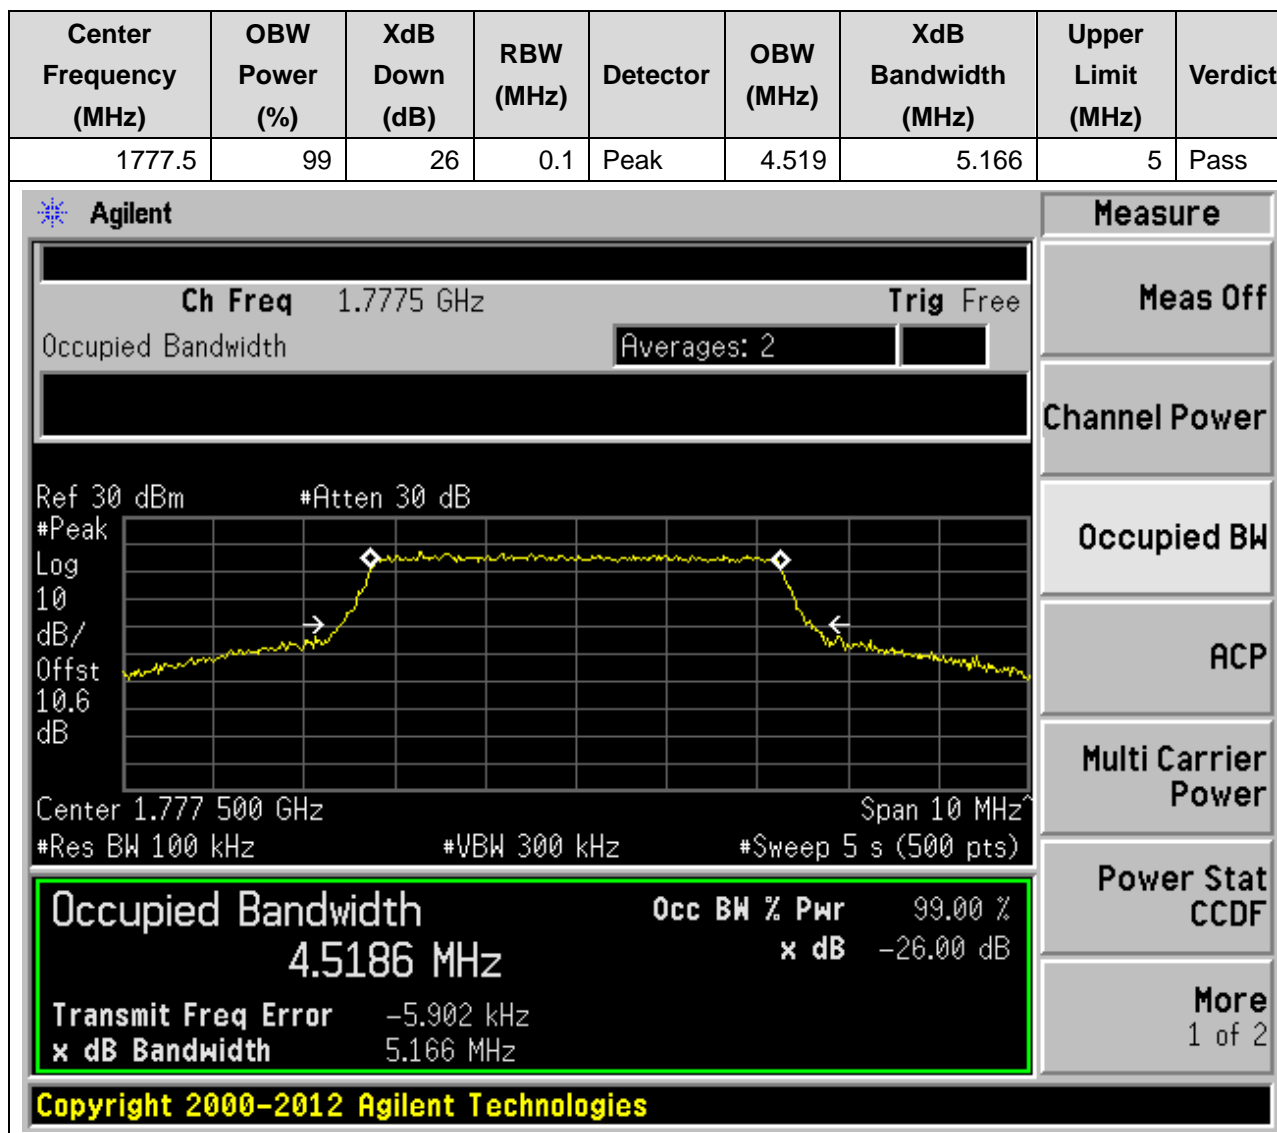 Center Frequency (MHz) OBW Power (%) XdB Down (dB) RBW (MHz) Detector OBW (MHz) XdB Bandwidth (MHz) Upper Limit (MHz) Verdict
1777.5 99 26 0.1 Peak 4.519 5.166 5 Pass
Agilent
Measure
Ch Freq 1.7775 GHz Trig Free
Meas Off
Occupied Bandwidth Averages: 2
Channel Power
Ref 30 dBm #Atten 30 dB
#Peak
Log
10
dB/
Offst
10.6
dB
Occupied BW
ACP
Multi Carrier
Power
Center 1.777 500 GHz Span 10 MHz^
#Res BW 100 kHz #VBW 300 kHz #Sweep 5 s (500 pts)
Power Stat
CCDF
Occupied Bandwidth Occ BW % Pwr 99.00 %
4.5186 MHz x dB -26.00 dB
Transmit Freq Error -5.902 kHz
x dB Bandwidth 5.166 MHz
More
1 of 2
Copyright 2000-2012 Agilent Technologies